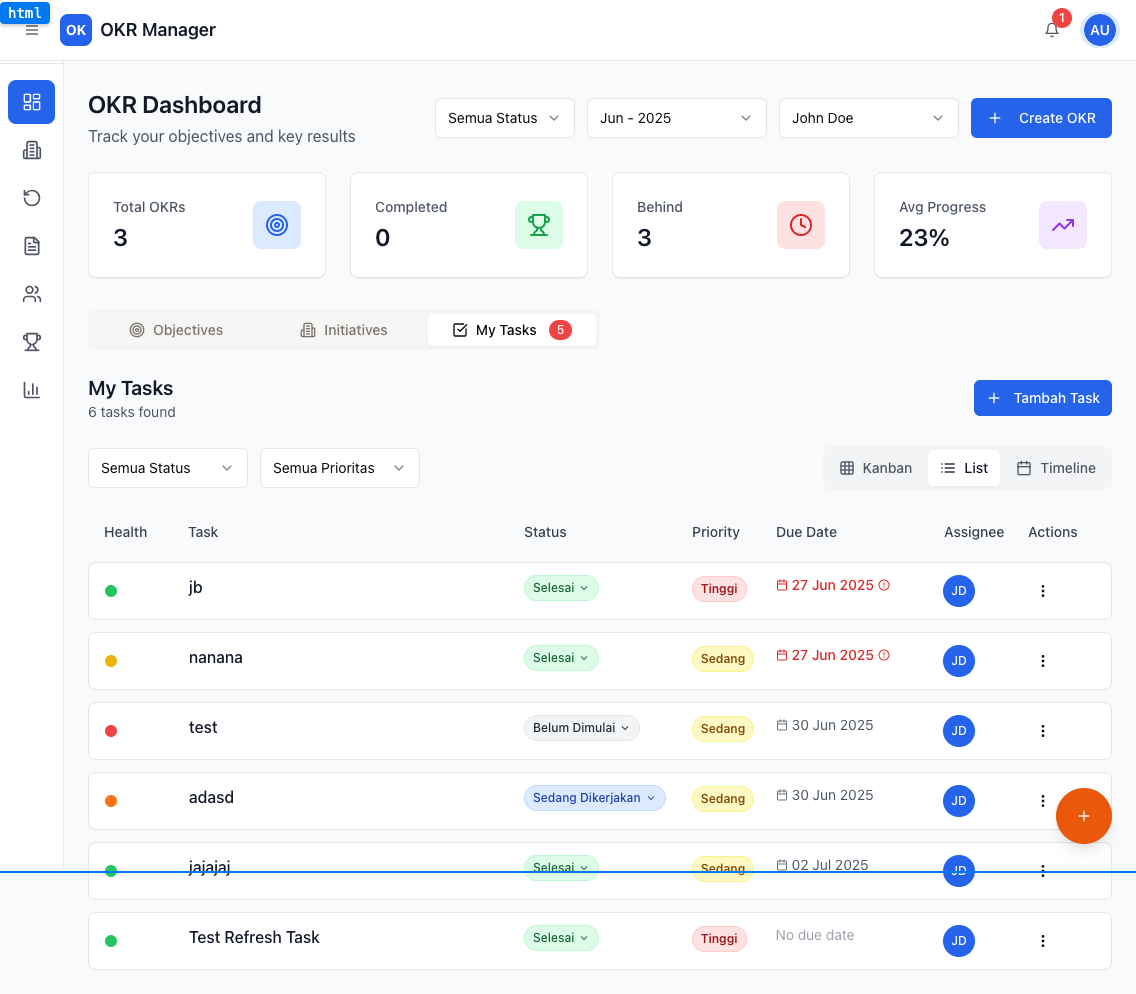 html
OK OKR Manager 1 AU
OKR Dashboard
Track your objectives and key results
Semua Status Jun - 2025 John Doe + Create OKR
Total OKRs
3
Completed
0
Behind
3
Avg Progress
23%
Objectives Initiatives My Tasks 5
My Tasks
6 tasks found
+ Tambah Task
Semua Status Semua Prioritas Kanban List Timeline
Health Task Status Priority Due Date Assignee Actions
jb Selesai Tinggi 27 Jun 2025 JD
nanana Selesai Sedang 27 Jun 2025 JD
test Belum Dimulai Sedang 30 Jun 2025 JD
adasd Sedang Dikerjakan Sedang 30 Jun 2025 JD
+
jajajaj Selesai Sedang 02 Jul 2025 JD
Test Refresh Task Selesai Tinggi No due date JD